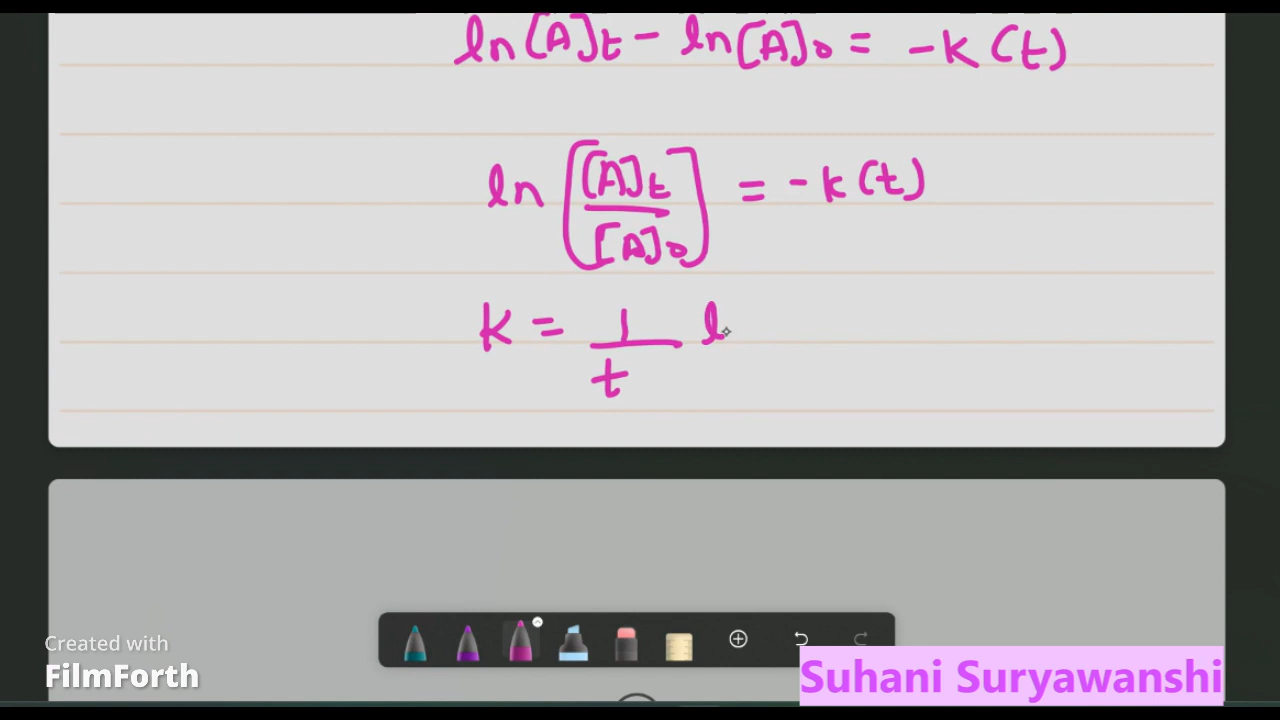 ln [A]t - ln [A]o = -k (t)
ln [[A]t / [A]o] = -k (t)
k = 1/t l
Created with
FilmForth
Suhani Suryawanshi